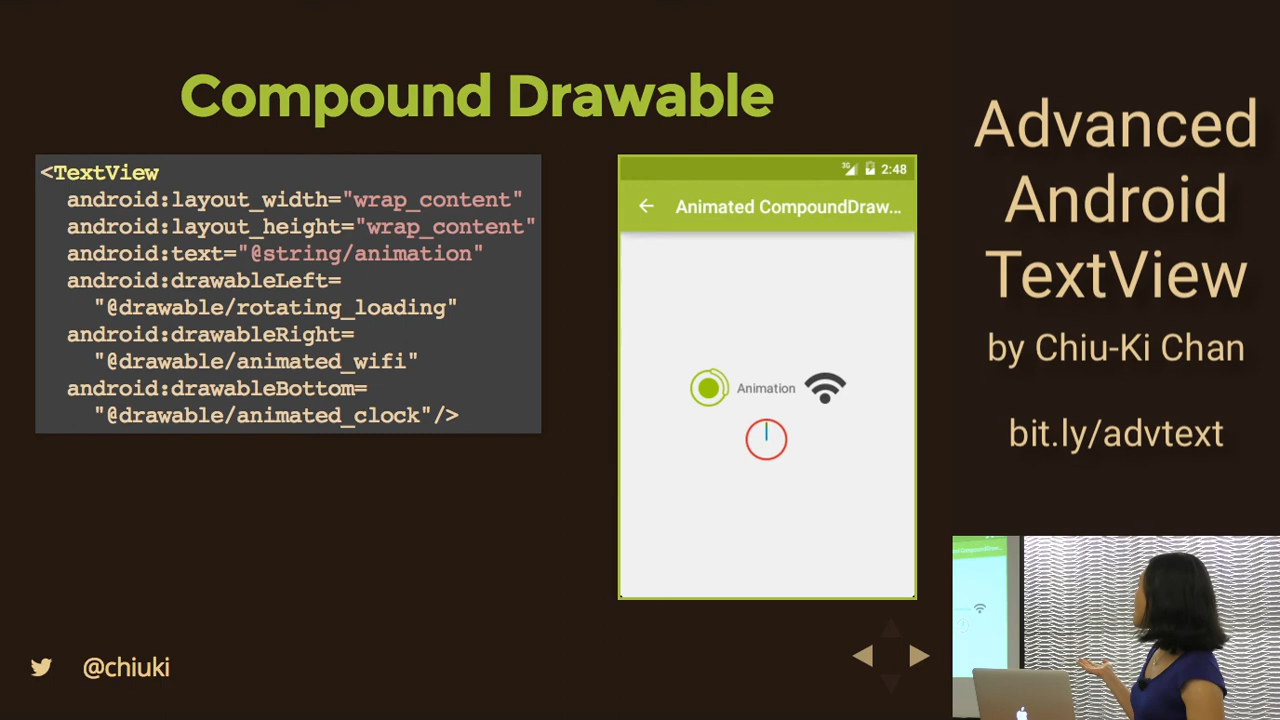 Compound Drawable
<TextView
android:layout_width="wrap_content"
android:layout_height="wrap_content"
android:text="@string/animation"
android:drawableLeft=
"@drawable/rotating_loading"
android:drawableRight=
"@drawable/animated_wifi"
android:drawableBottom=
"@drawable/animated_clock"/>
3G 2:48
Animated CompoundDraw...
Animation
@chiuki
Advanced
Android
TextView
by Chiu-Ki Chan
bit.ly/advtext